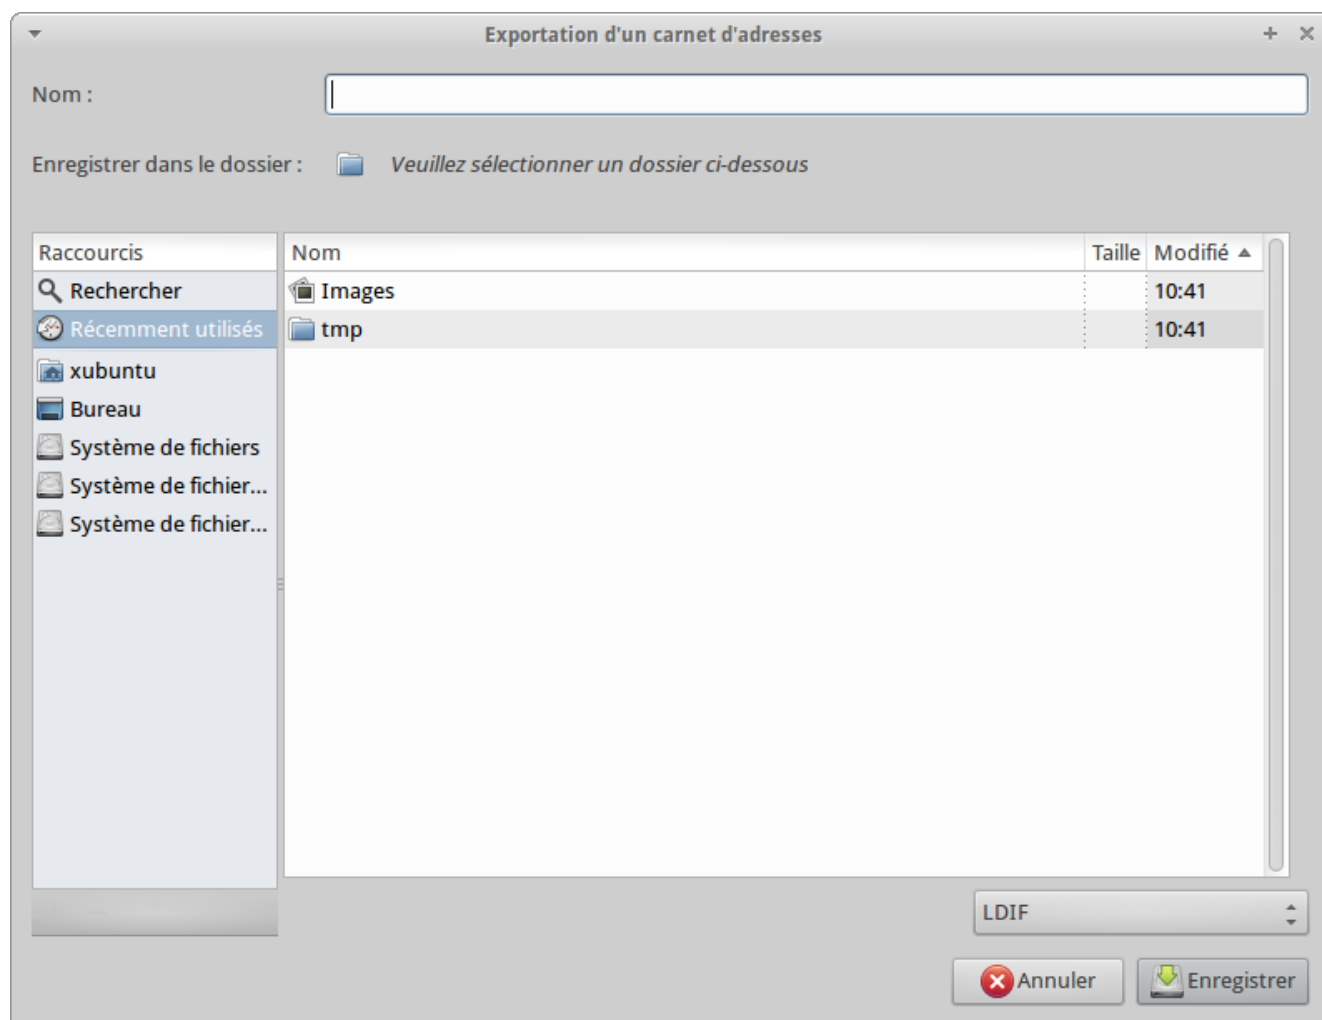 Exportation d'un carnet d'adresses
Nom :
Enregistrer dans le dossier : Veuillez sélectionner un dossier ci-dessous
Raccourcis
Rechercher
Récemment utilisés
xubuntu
Bureau
Système de fichiers
Système de fichier...
Système de fichier...
Nom Taille Modifié
Images 10:41
tmp 10:41
LDIF
Annuler Enregistrer